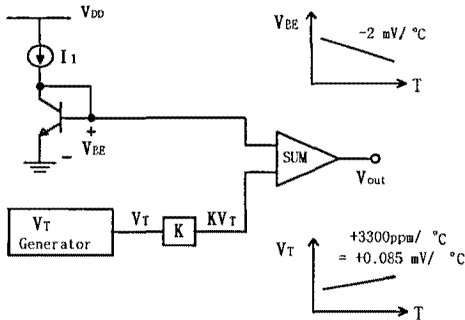 VDD
I1
+
VBE
-
VBE
-2 mV/ °C
T
SUM
Vout
VT
Generator
VT
K
KVT
VT
+3300ppm/ °C
= +0.085 mV/ °C
T